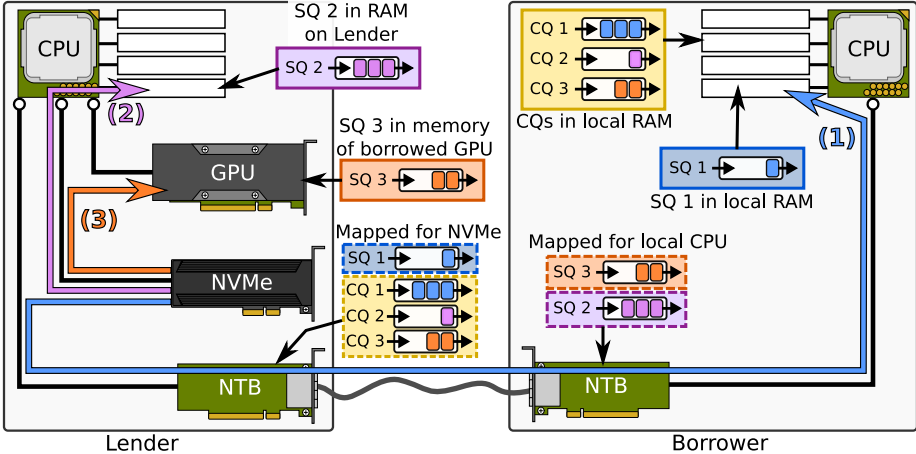 SQ 2 in RAM
on Lender
SQ 2
CPU
(2)
SQ 3 in memory
of borrowed GPU
SQ 3
GPU
(3)
Mapped for NVMe
SQ 1
CQ 1
CQ 2
CQ 3
NVMe
NTB
Lender
CQ 1
CQ 2
CQ 3
CQs in local RAM
CPU
(1)
SQ 1
SQ 1 in local RAM
Mapped for local CPU
SQ 3
SQ 2
NTB
Borrower